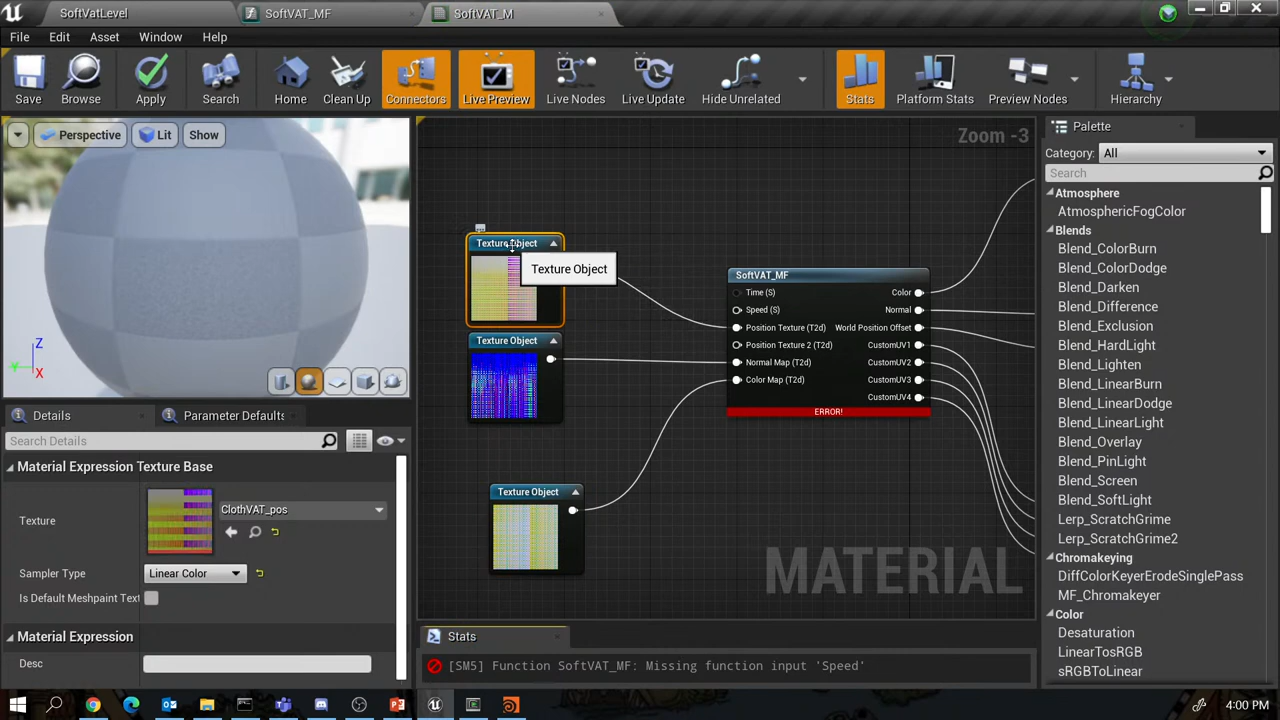 SoftVatLevel
SoftVAT_MF
SoftVAT_M
File
Edit
Asset
Window
Help
Save
Browse
Apply
Search
Home
Clean Up
Connectors
Live Preview
Live Nodes
Live Update
Hide Unrelated
Stats
Platform Stats
Preview Nodes
Hierarchy
Perspective
Lit
Show
Z
X
Zoom -3
Texture Object
Texture Object
Texture Object
Texture Object
SoftVAT_MF
Time (S)
Color
Speed (S)
Normal
Position Texture (T2d)
World Position Offset
Position Texture 2 (T2d)
CustomUV1
Normal Map (T2d)
CustomUV2
Color Map (T2d)
CustomUV3
CustomUV4
ERROR!
MATERIAL
Details
Parameter Defaults
Search Details
Material Expression Texture Base
Texture
ClothVAT_pos
Sampler Type
Linear Color
Is Default Meshpaint Text
Material Expression
Desc
Stats
[SM5] Function SoftVAT_MF: Missing function input 'Speed'
Palette
Category:
All
Search
Atmosphere
AtmosphericFogColor
Blends
Blend_ColorBurn
Blend_ColorDodge
Blend_Darken
Blend_Difference
Blend_Exclusion
Blend_HardLight
Blend_Lighten
Blend_LinearBurn
Blend_LinearDodge
Blend_LinearLight
Blend_Overlay
Blend_PinLight
Blend_Screen
Blend_SoftLight
Lerp_ScratchGrime
Lerp_ScratchGrime2
Chromakeying
DiffColorKeyerErodeSinglePass
MF_Chromakeyer
Color
Desaturation
LinearTosRGB
sRGBToLinear
4:00 PM